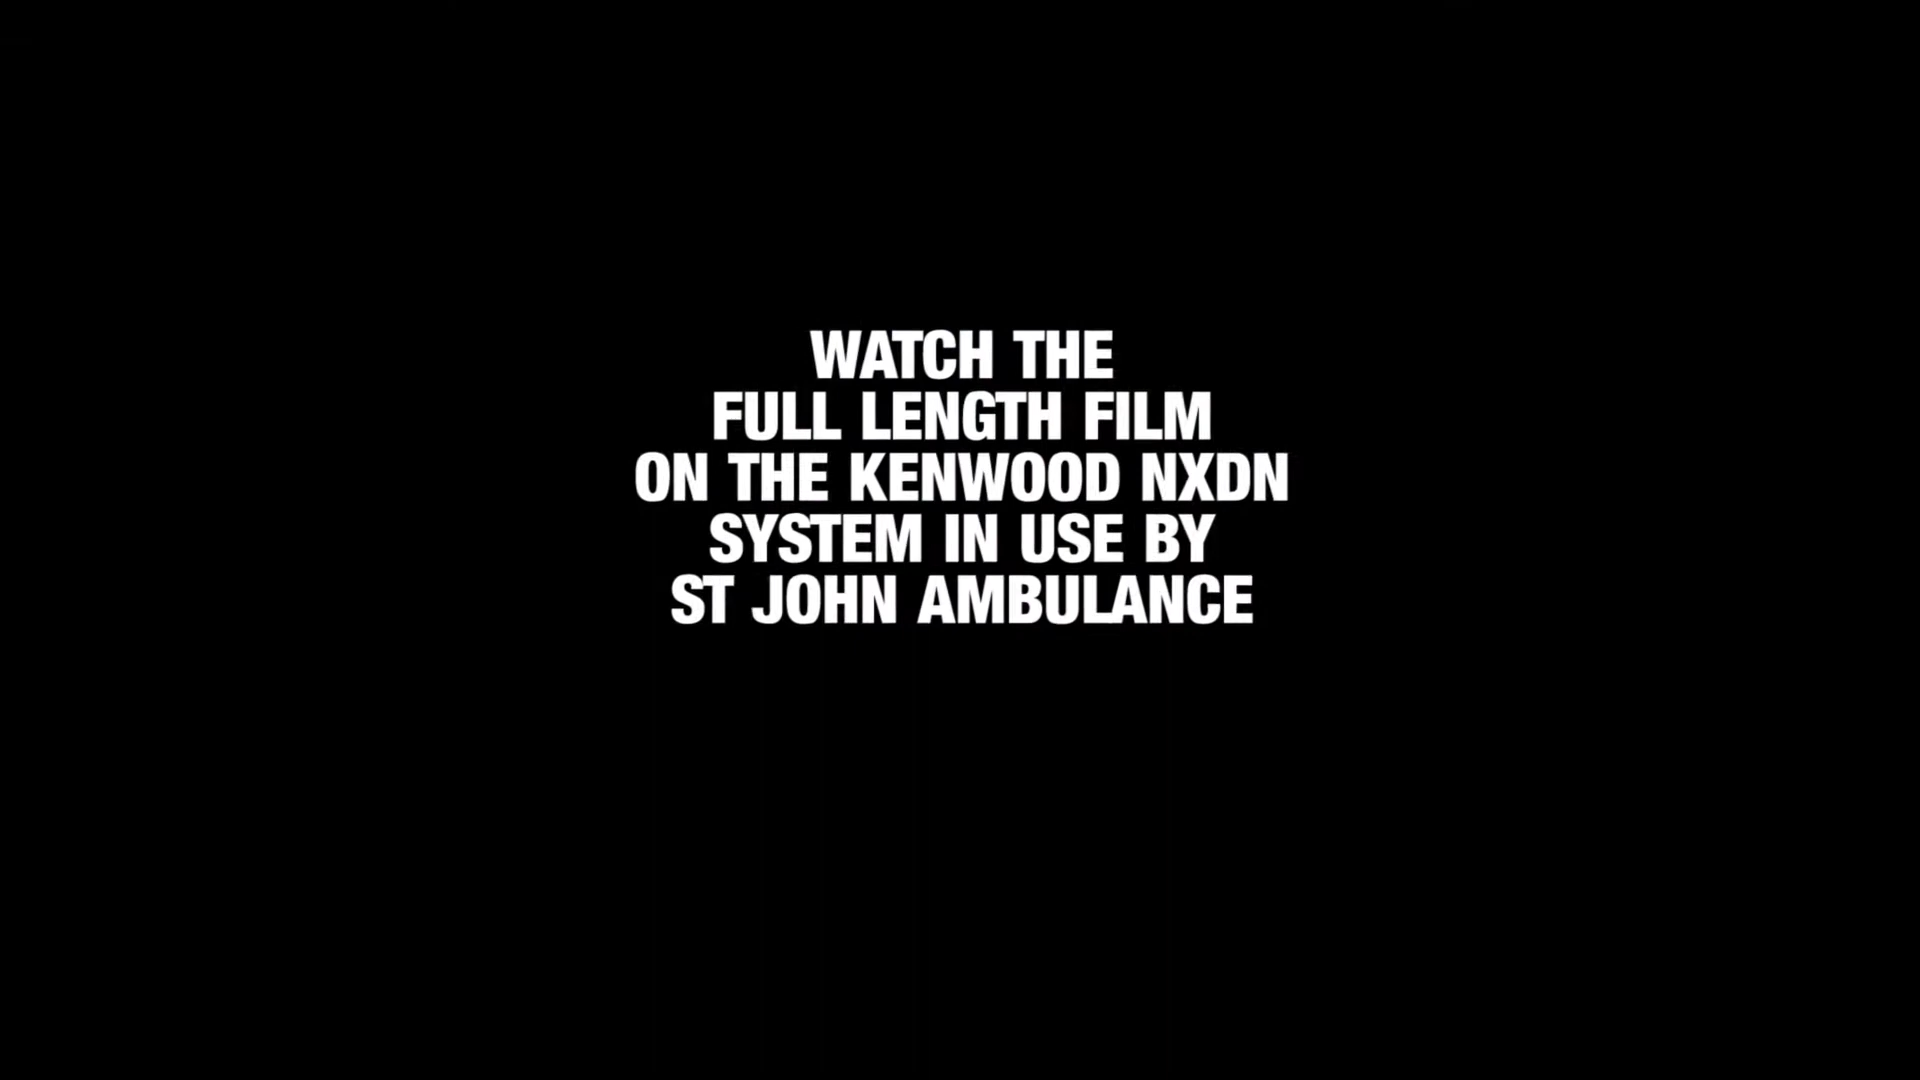 WATCH THE
FULL LENGTH FILM
ON THE KENWOOD NXDN
SYSTEM IN USE BY
ST JOHN AMBULANCE